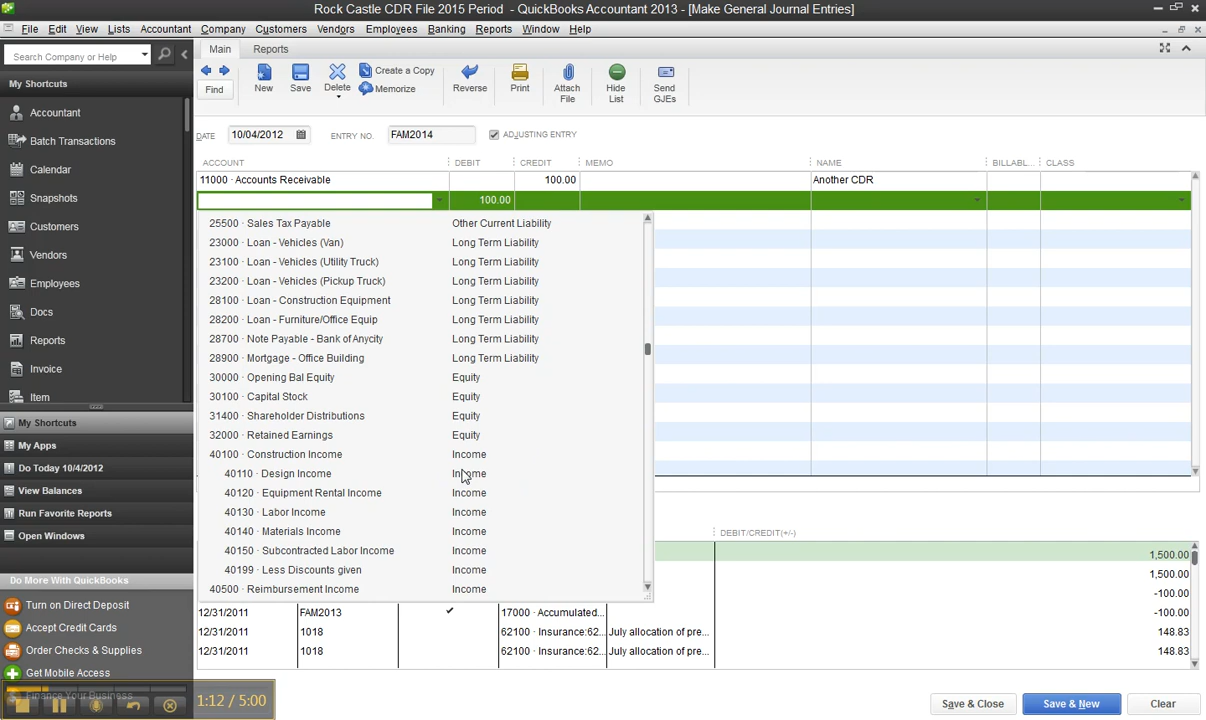 Rock Castle CDR File 2015 Period - QuickBooks Accountant 2013 - [Make General Journal Entries]
File Edit View Lists Accountant Company Customers Vendors Employees Banking Reports Window Help
Search Company or Help
Main Reports
My Shortcuts
Accountant
Batch Transactions
Calendar
Snapshots
Customers
Vendors
Employees
Docs
Reports
Invoice
Item
My Shortcuts
My Apps
Do Today 10/4/2012
View Balances
Run Favorite Reports
Open Windows
Do More With QuickBooks
Turn on Direct Deposit
Accept Credit Cards
Order Checks & Supplies
Get Mobile Access
Finance Your Business
1:12 / 5:00
Find New Save Delete Create a Copy
Memorize
Reverse Print Attach File Hide List Send GJEs
DATE 10/04/2012 ENTRY NO. FAM2014 ADJUSTING ENTRY
ACCOUNT DEBIT CREDIT MEMO NAME BILLABL... CLASS
11000 · Accounts Receivable 100.00 Another CDR
100.00
25500 · Sales Tax Payable Other Current Liability
23000 · Loan - Vehicles (Van) Long Term Liability
23100 · Loan - Vehicles (Utility Truck) Long Term Liability
23200 · Loan - Vehicles (Pickup Truck) Long Term Liability
28100 · Loan - Construction Equipment Long Term Liability
28200 · Loan - Furniture/Office Equip Long Term Liability
28700 · Note Payable - Bank of Anycity Long Term Liability
28900 · Mortgage - Office Building Long Term Liability
30000 · Opening Bal Equity Equity
30100 · Capital Stock Equity
31400 · Shareholder Distributions Equity
32000 · Retained Earnings Equity
40100 · Construction Income Income
40110 · Design Income Income
40120 · Equipment Rental Income Income
40130 · Labor Income Income
40140 · Materials Income Income
40150 · Subcontracted Labor Income Income
40199 · Less Discounts given Income
40500 · Reimbursement Income Income
DEBIT/CREDIT(+/-)
1,500.00
1,500.00
-100.00
12/31/2011 FAM2013 17000 · Accumulated... -100.00
12/31/2011 1018 62100 · Insurance:62... July allocation of pre... 148.83
12/31/2011 1018 62100 · Insurance:62... July allocation of pre... 148.83
Save & Close Save & New Clear